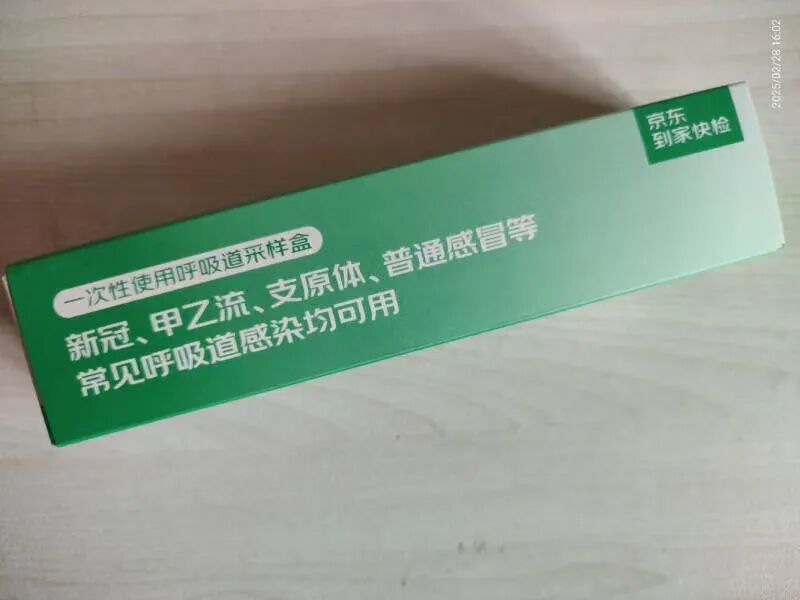 2025/02/28 16:02
京东
到家快检
一次性使用呼吸道采样盒
新冠、甲乙流、支原体、普通感冒等
常见呼吸道感染均可用